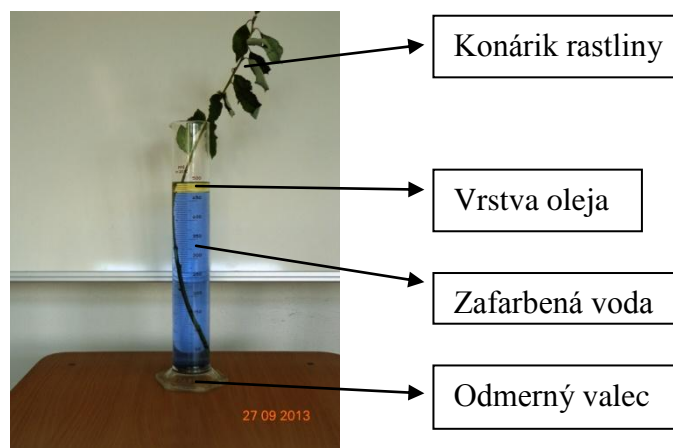 Konárik rastliny
Vrstva oleja
Zafarbená voda
Odmerný valec
27 09 2013